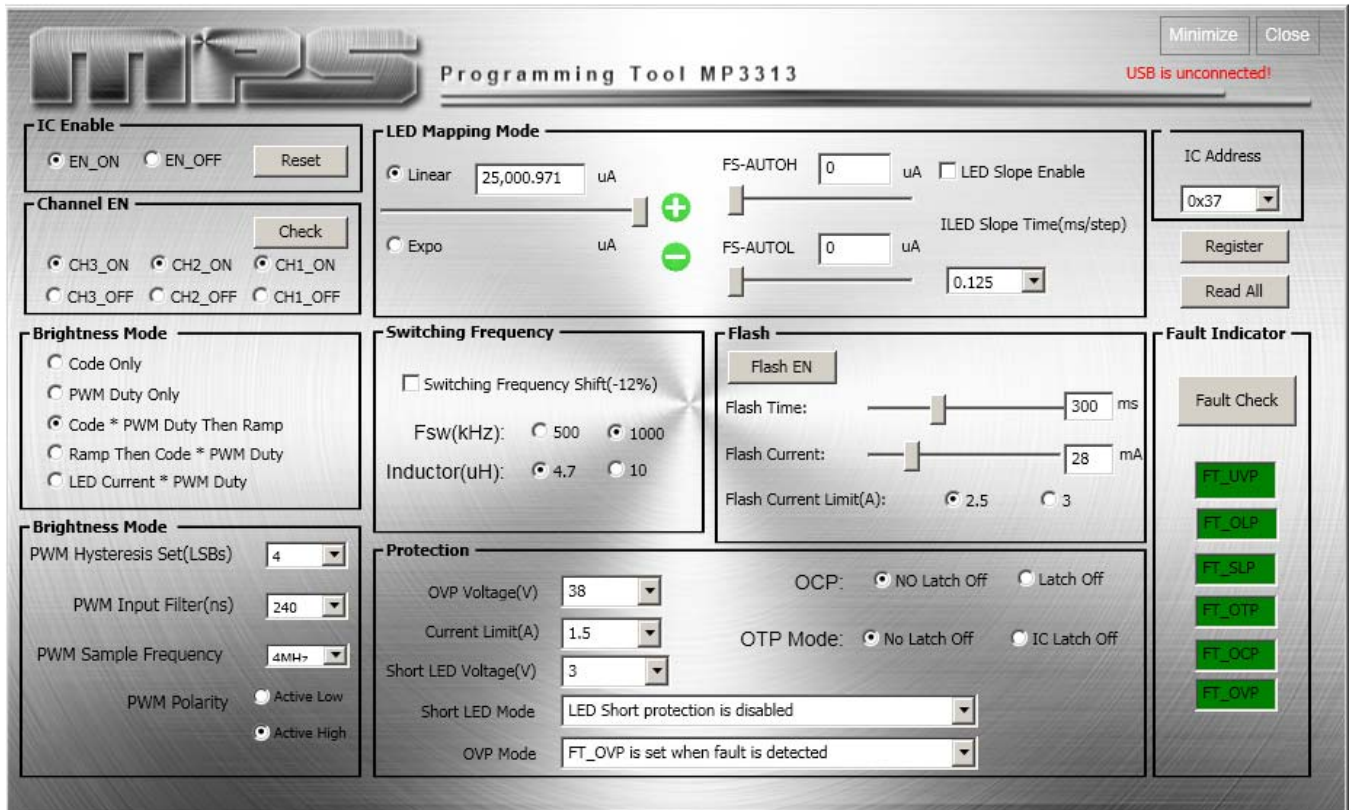 MPS
Minimize Close
Programming Tool MP3313
USB is unconnected!
IC Enable
EN_ON EN_OFF Reset
Channel EN
Check
CH3_ON CH2_ON CH1_ON
CH3_OFF CH2_OFF CH1_OFF
LED Mapping Mode
Linear 25,000.971 uA
Expo uA
FS-AUTOH 0 uA LED Slope Enable
ILED Slope Time(ms/step)
FS-AUTOL 0 uA
0.125
IC Address
0x37
Register
Read All
Brightness Mode
Code Only
PWM Duty Only
Code * PWM Duty Then Ramp
Ramp Then Code * PWM Duty
LED Current * PWM Duty
Switching Frequency
Switching Frequency Shift(-12%)
Fsw(kHz): 500 1000
Inductor(uH): 4.7 10
Flash
Flash EN
Flash Time: 300 ms
Flash Current: 28 mA
Flash Current Limit(A): 2.5 3
Fault Indicator
Fault Check
FT_UVP
FT_OLP
FT_SLP
FT_OTP
FT_OCP
FT_OVP
Brightness Mode
PWM Hysteresis Set(LSBs) 4
PWM Input Filter(ns) 240
PWM Sample Frequency 4MHz
PWM Polarity Active Low
Active High
Protection
OVP Voltage(V) 38
Current Limit(A) 1.5
Short LED Voltage(V) 3
Short LED Mode LED Short protection is disabled
OVP Mode FT_OVP is set when fault is detected
OCP: NO Latch Off Latch Off
OTP Mode: No Latch Off IC Latch Off